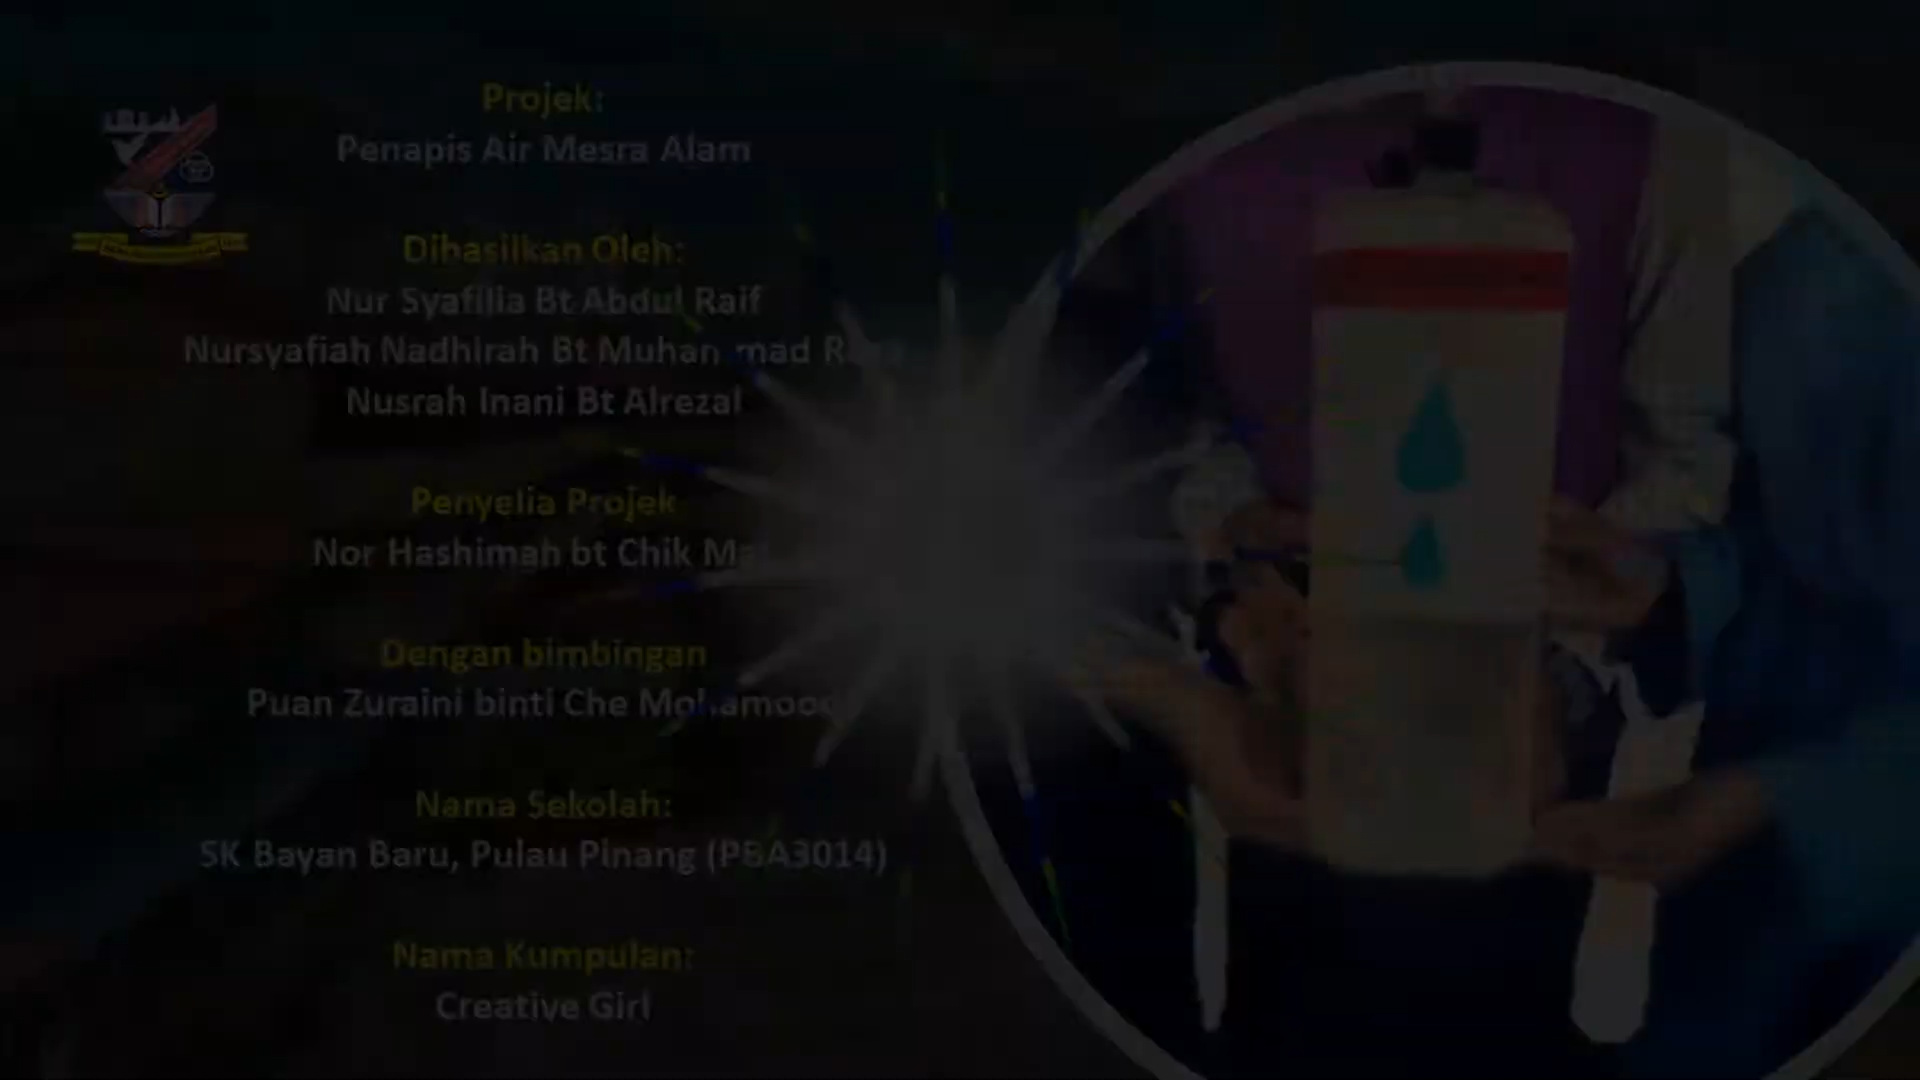 Projek:
Penapis Air Mesra Alam
Dihasilkan Oleh:
Nur Syafilia Bt Abdul Raif
Nursyafiah Nadhirah Bt
Nusrah Inani Bt Alrezal
Penyelia Projek
Nor Hashimah bt Chik
Dengan bimbingan
Puan Zuraini binti Che
Nama Sekolah:
SK Bayan Baru, Pulau Pinang (PBA3014)
Nama Kumpulan:
Creative Girl